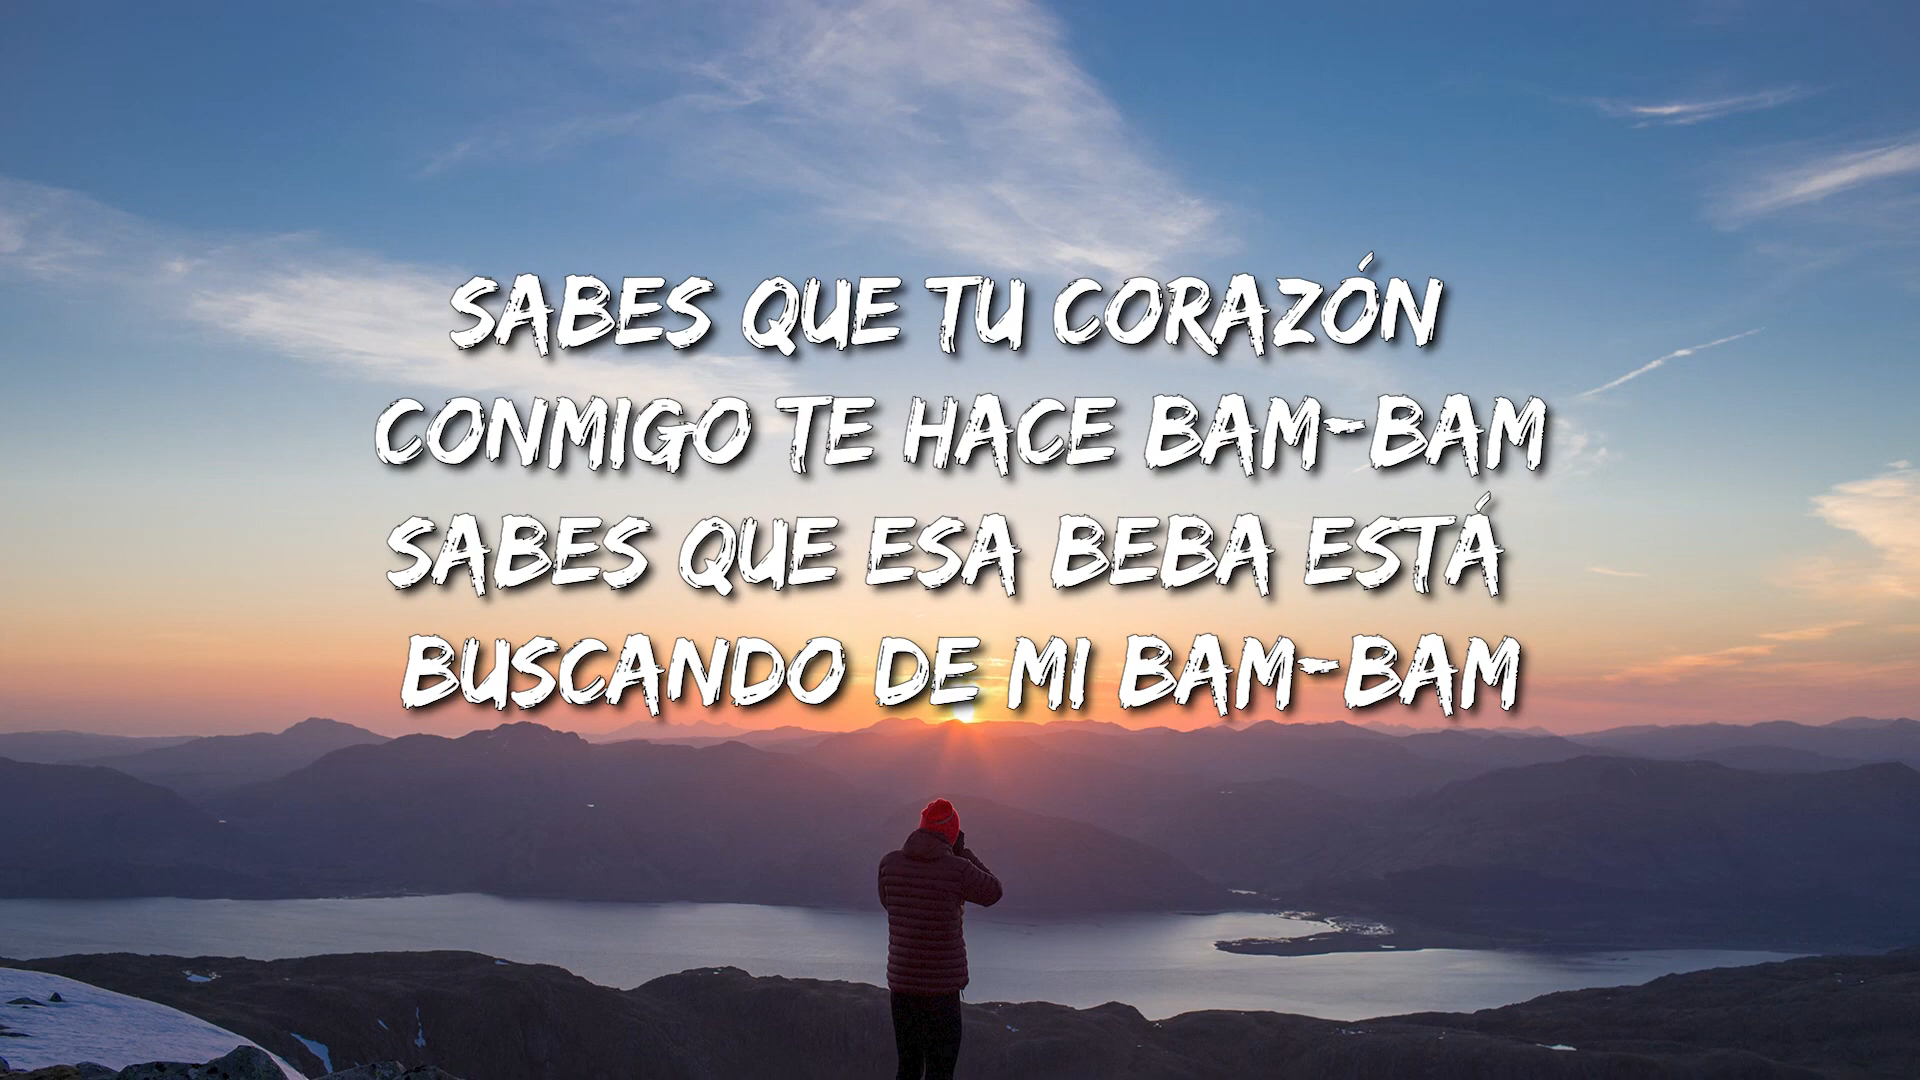 SABES QUE TU CORAZÓN
CONMIGO TE HACE BAM-BAM
SABES QUE ESA BEBA ESTÁ
BUSCANDO DE MI BAM-BAM